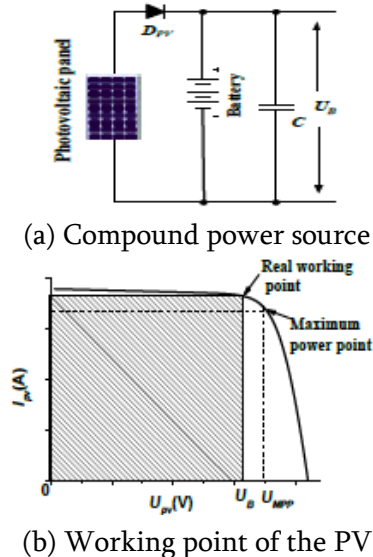 D_PV
Photovoltaic panel
Battery
C
U_B
(a) Compound power source
Real working
point
Maximum
power point
I_pv(A)
0
U_pv(V)
U_B
U_MPP
(b) Working point of the PV